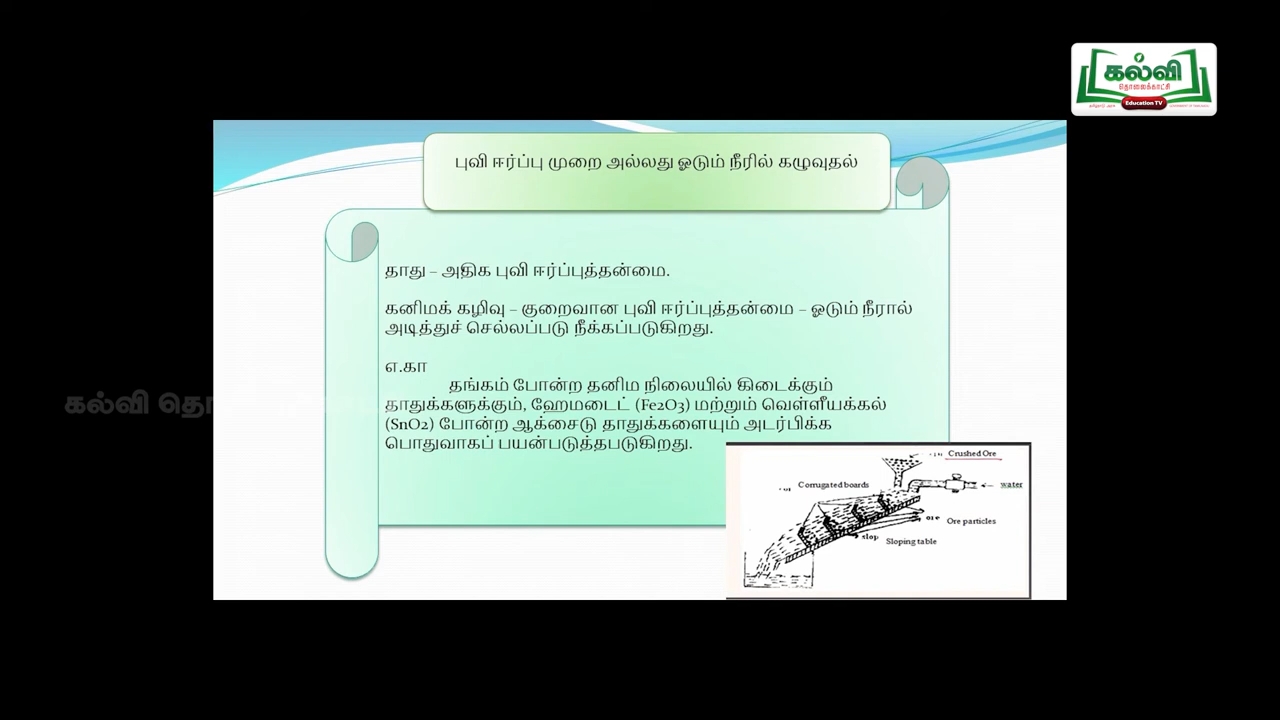 கல்வி
தொலைக்காட்சி
Education TV
புவி ஈர்ப்பு முறை அல்லது ஓடும் நீரில் கழுவுதல்
தாது – அதிக புவி ஈர்ப்புத்தன்மை.
கனிமக் கழிவு – குறைவான புவி ஈர்ப்புத்தன்மை – ஓடும் நீரால்
அடித்துச் செல்லப்படு நீக்கப்படுகிறது.
எ.கா
தங்கம் போன்ற தனிம நிலையில் கிடைக்கும்
தாதுக்களுக்கும், ஹேமடைட் (Fe2O3) மற்றும் வெள்ளீயக்கல்
(SnO2) போன்ற ஆக்சைடு தாதுக்களையும் அடர்பிக்க
பொதுவாகப் பயன்படுத்தபடுகிறது.
Crushed Ore
Corrugated boards
water
ore
Ore particles
slop
Sloping table
கல்வி